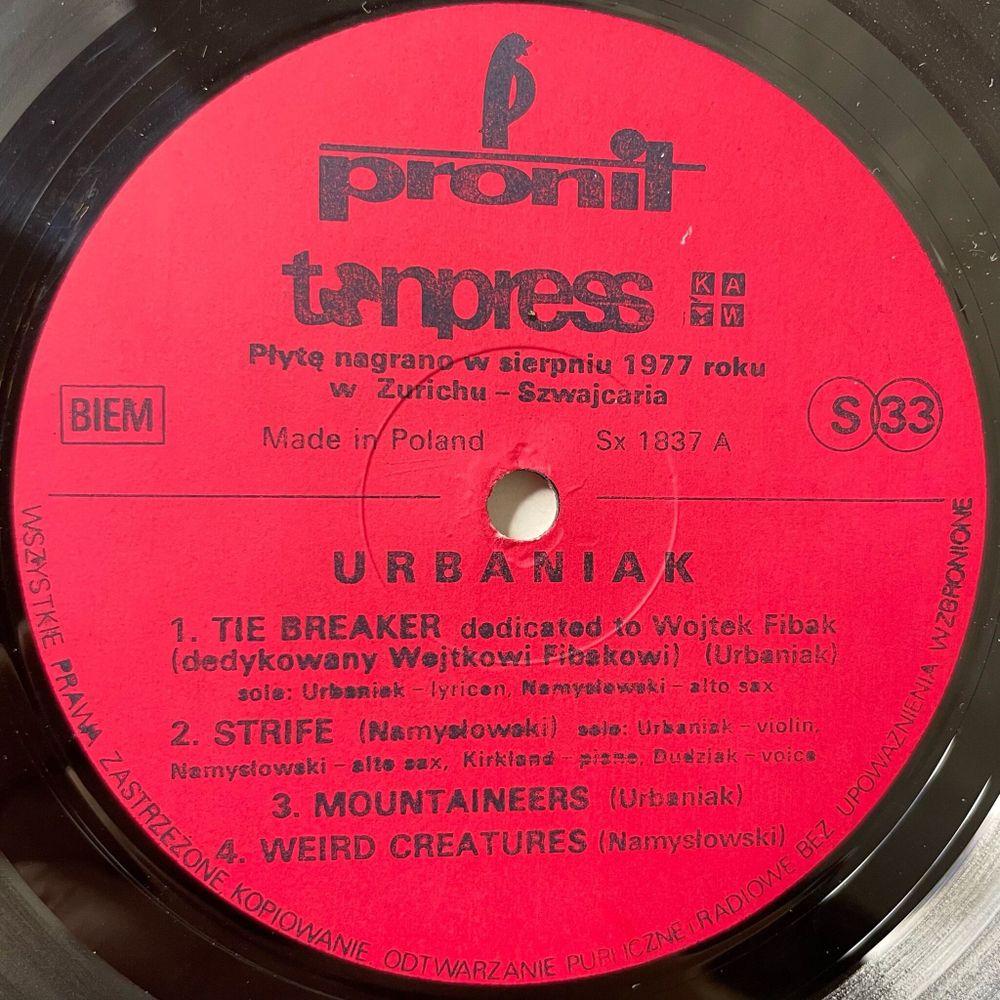 pronit
tonpress KAW
Płytę nagrano w sierpniu 1977 roku
w Zurichu – Szwajcaria
BIEM
S 33
Made in Poland Sx 1837 A
URBANIAK
1. TIE BREAKER dedicated to Wojtek Fibak
(dedykowany Wojtkowi Fibakowi) (Urbaniak)
solo: Urbaniak – lyricon, Namysłowski – alto sax
2. STRIFE (Namysłowski) solo: Urbaniak – violin,
Namysłowski – alto sax, Kirkland – piano, Dudziak – voice
3. MOUNTAINEERS (Urbaniak)
4. WEIRD CREATURES (Namysłowski)
WSZYSTKIE PRAWA ZASTRZEŻONE KOPIOWANIE ODTWARZANIE PUBLICZNE i RADIOWE BEZ UPOWAŻNIENIA WZBRONIONE